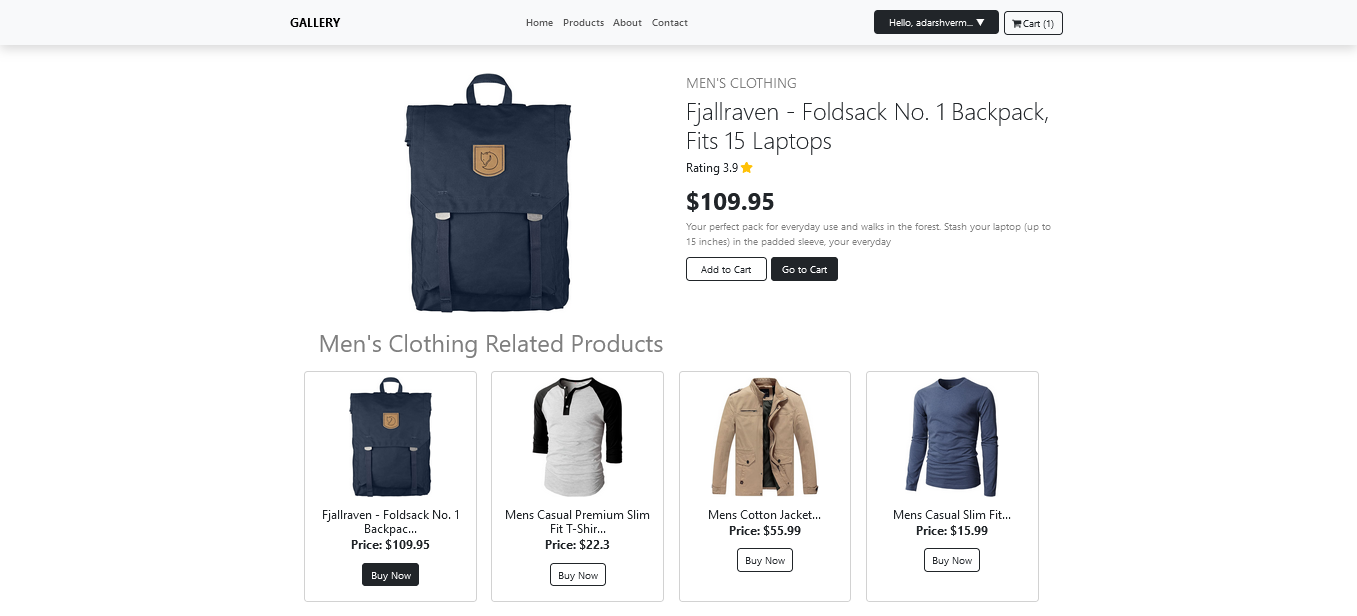 GALLERY
Home Products About Contact
Hello, adarshverm... ▼
Cart (1)
MEN'S CLOTHING
Fjallraven - Foldsack No. 1 Backpack,
Fits 15 Laptops
Rating 3.9
$109.95
Your perfect pack for everyday use and walks in the forest. Stash your laptop (up to
15 inches) in the padded sleeve, your everyday
Add to Cart Go to Cart
Men's Clothing Related Products
Fjallraven - Foldsack No. 1
Backpac...
Price: $109.95
Buy Now
Mens Casual Premium Slim
Fit T-Shir...
Price: $22.3
Buy Now
Mens Cotton Jacket...
Price: $55.99
Buy Now
Mens Casual Slim Fit...
Price: $15.99
Buy Now